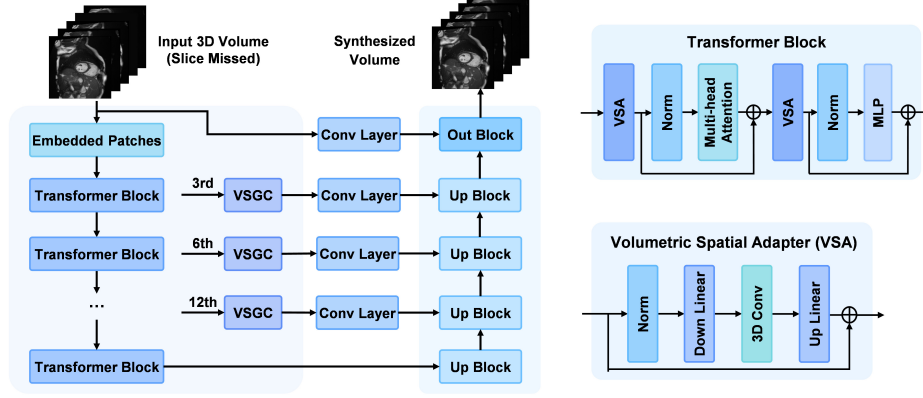 Input 3D Volume
(Slice Missed)
Synthesized
Volume
Embedded Patches
Conv Layer
Out Block
Transformer Block
3rd
VSGC
Conv Layer
Up Block
Transformer Block
6th
VSGC
Conv Layer
Up Block
...
12th
VSGC
Conv Layer
Up Block
Transformer Block
Up Block
Transformer Block
VSA
Norm
Multi-head
Attention
VSA
Norm
MLP
Volumetric Spatial Adapter (VSA)
Norm
Down Linear
3D Conv
Up Linear